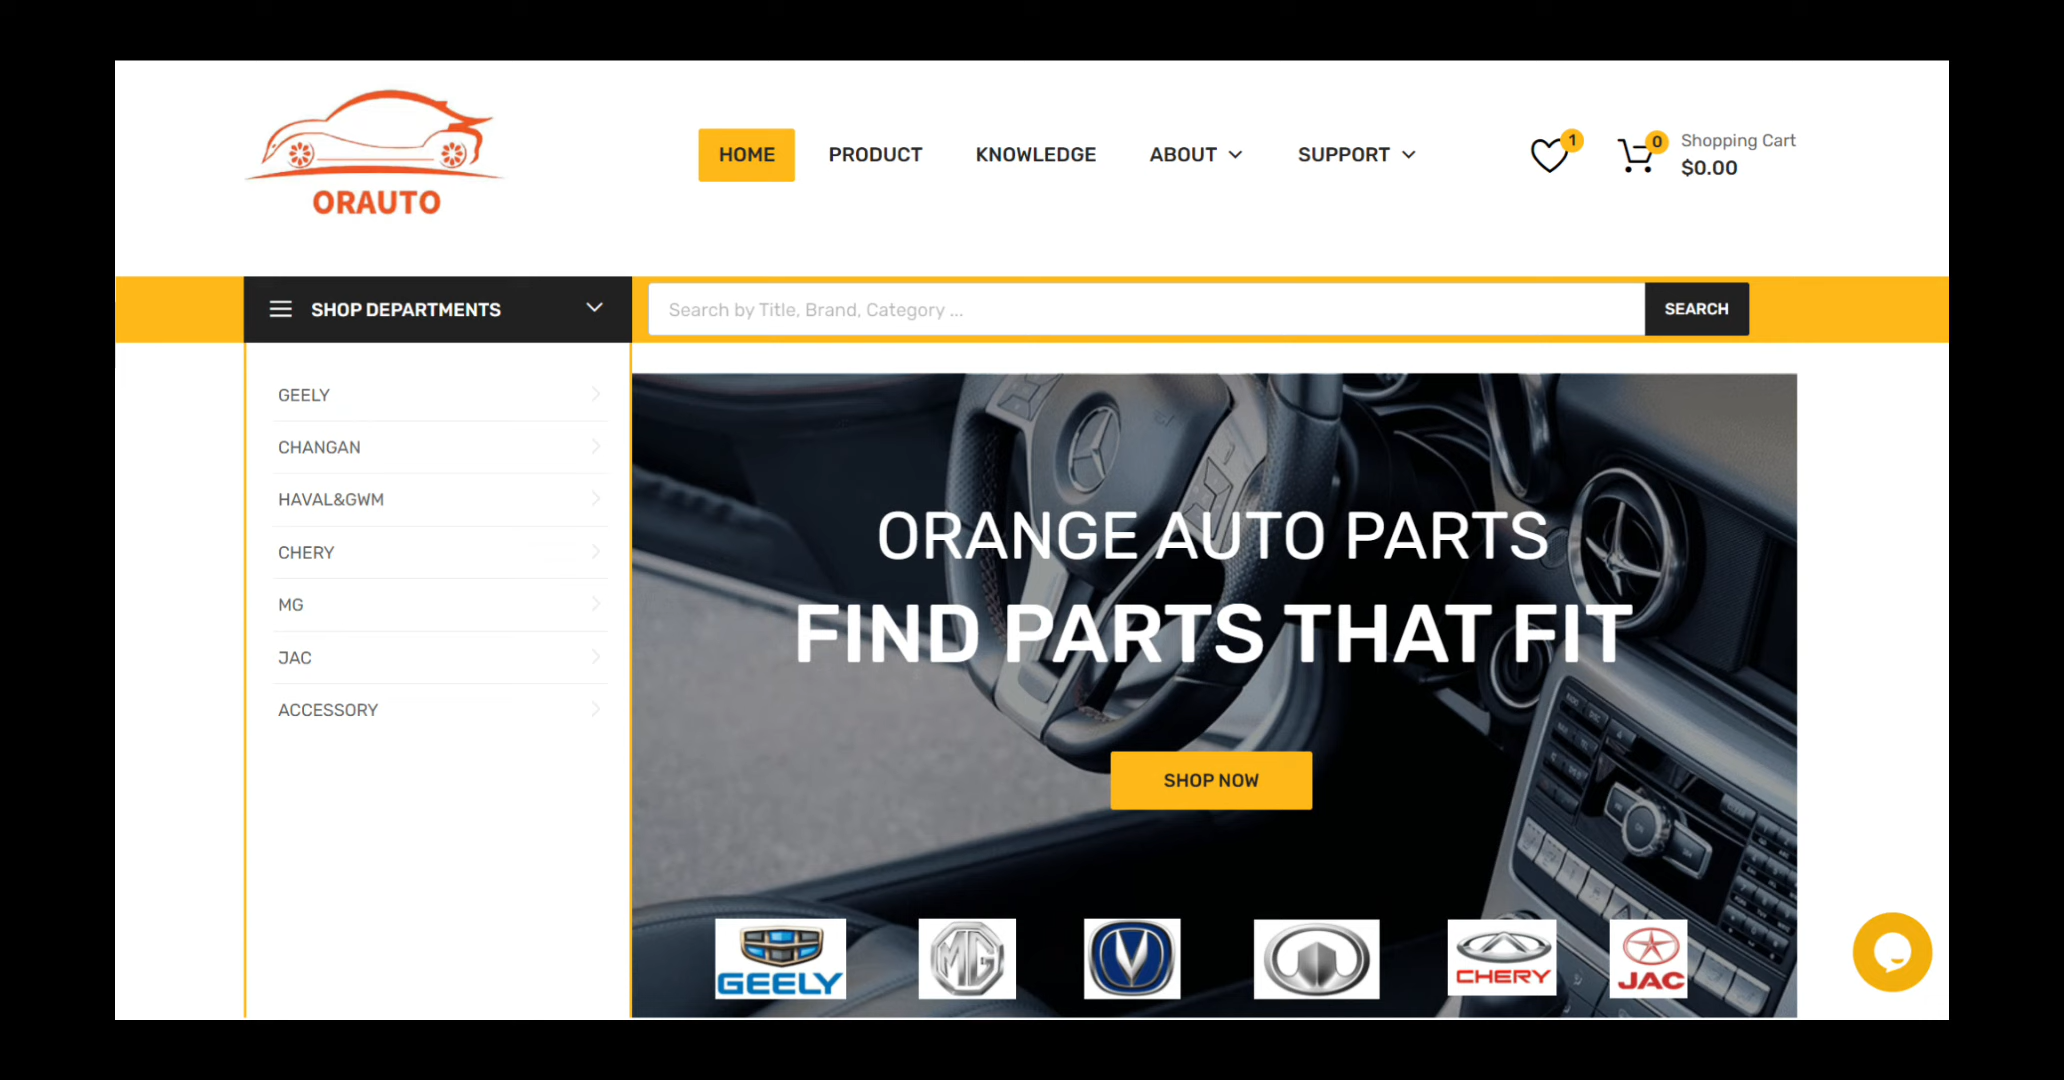 ORAUTO
HOME
PRODUCT
KNOWLEDGE
ABOUT
SUPPORT
1
0
Shopping Cart
$0.00
SHOP DEPARTMENTS
Search by Title, Brand, Category ...
SEARCH
GEELY
CHANGAN
HAVAL&GWM
CHERY
MG
JAC
ACCESSORY
ORANGE AUTO PARTS
FIND PARTS THAT FIT
SHOP NOW
GEELY
MG
CHERY
JAC